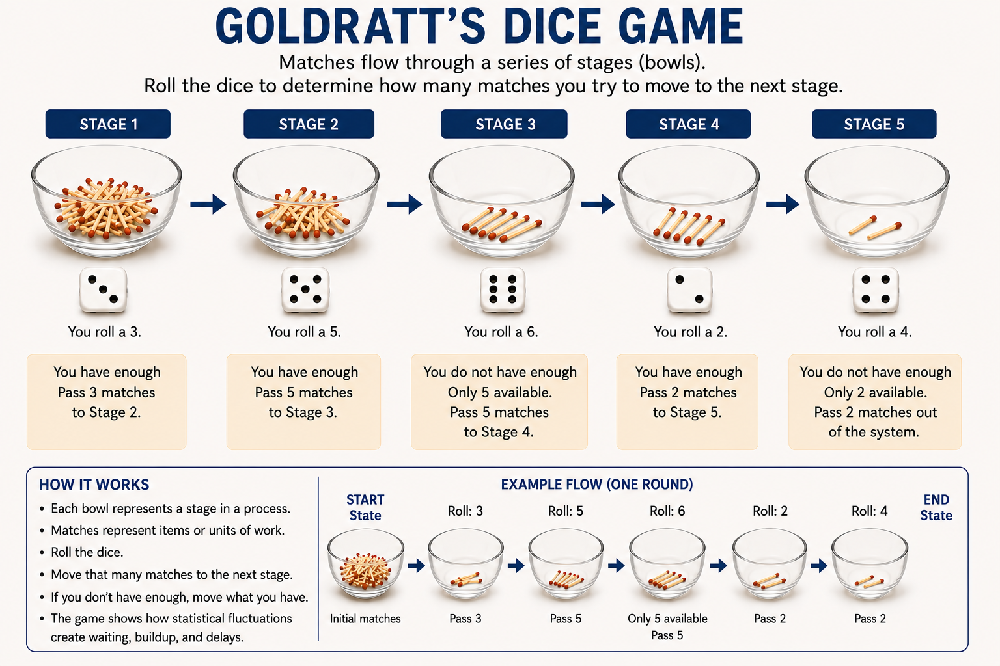 GOLDRATT'S DICE GAME
Matches flow through a series of stages (bowls).
Roll the dice to determine how many matches you try to move to the next stage.
STAGE 1
STAGE 2
STAGE 3
STAGE 4
STAGE 5
You roll a 3.
You roll a 5.
You roll a 6.
You roll a 2.
You roll a 4.
You have enough
Pass 3 matches
to Stage 2.
You have enough
Pass 5 matches
to Stage 3.
You do not have enough
Only 5 available.
Pass 5 matches
to Stage 4.
You have enough
Pass 2 matches
to Stage 5.
You do not have enough
Only 2 available.
Pass 2 matches out
of the system.
HOW IT WORKS
• Each bowl represents a stage in a process.
• Matches represent items or units of work.
• Roll the dice.
• Move that many matches to the next stage.
• If you don't have enough, move what you have.
• The game shows how statistical fluctuations
create waiting, buildup, and delays.
EXAMPLE FLOW (ONE ROUND)
START
State
Roll: 3
Roll: 5
Roll: 6
Roll: 2
Roll: 4
END
State
Initial matches
Pass 3
Pass 5
Only 5 available
Pass 5
Pass 2
Pass 2